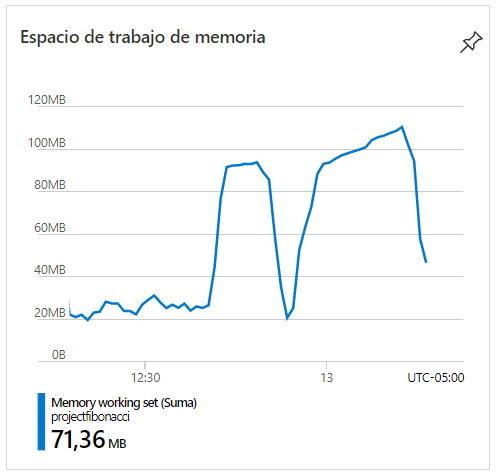 Espacio de trabajo de memoria
120MB
100MB
80MB
60MB
40MB
20MB
0B
12:30 13 UTC-05:00
Memory working set (Suma)
projectfibonacci
71,36 MB